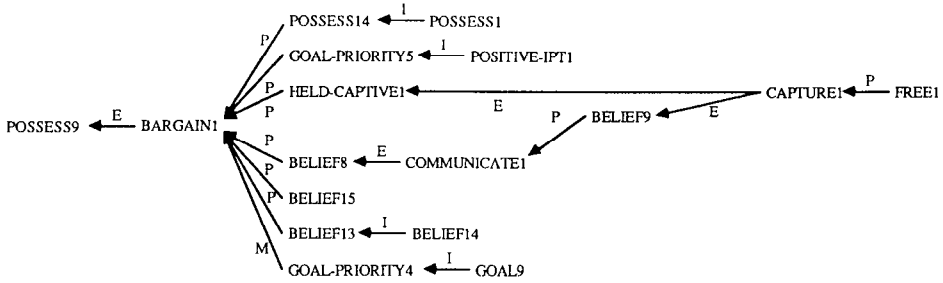 POSSESS14 I POSSESS1
P
GOAL-PRIORITY5 I POSITIVE-IPT1
P HELD-CAPTIVE1 E CAPTURE1 P FREE1
P P BELIEF9 E
POSSESS9 E BARGAIN1
P BELIEF8 E COMMUNICATE1
P
P BELIEF15
BELIEF13 I BELIEF14
M
GOAL-PRIORITY4 I GOAL9